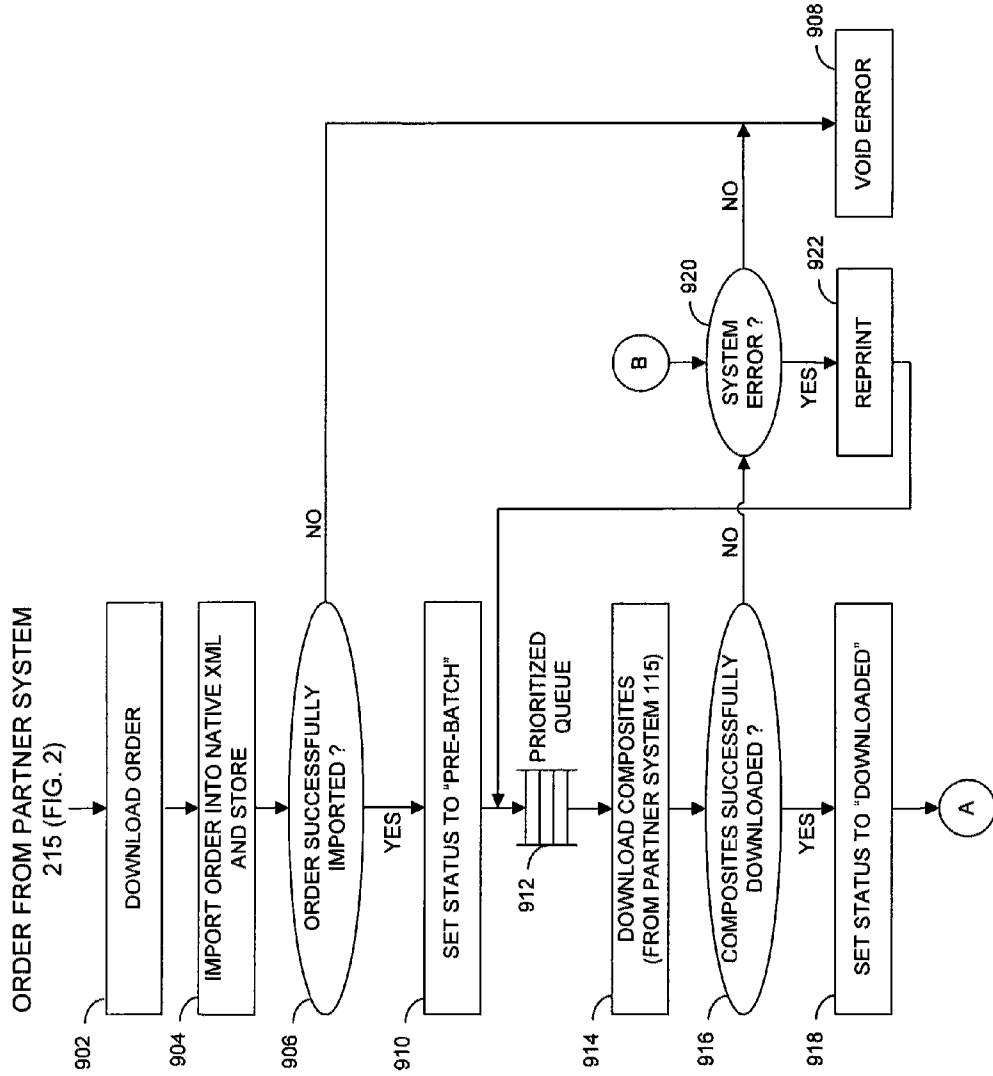 ORDER FROM PARTNER SYSTEM
215 (FIG. 2)
902
DOWNLOAD ORDER
904
IMPORT ORDER INTO NATIVE XML
AND STORE
906
ORDER SUCCESSFULLY
IMPORTED ?
NO
YES
910
SET STATUS TO "PRE-BATCH"
912
PRIORITIZED
QUEUE
914
DOWNLOAD COMPOSITES
(FROM PARTNER SYSTEM 115)
916
COMPOSITES SUCCESSFULLY
DOWNLOADED ?
NO
YES
918
SET STATUS TO "DOWNLOADED"
A
B
920
SYSTEM
ERROR ?
NO
YES
922
REPRINT
908
VOID ERROR